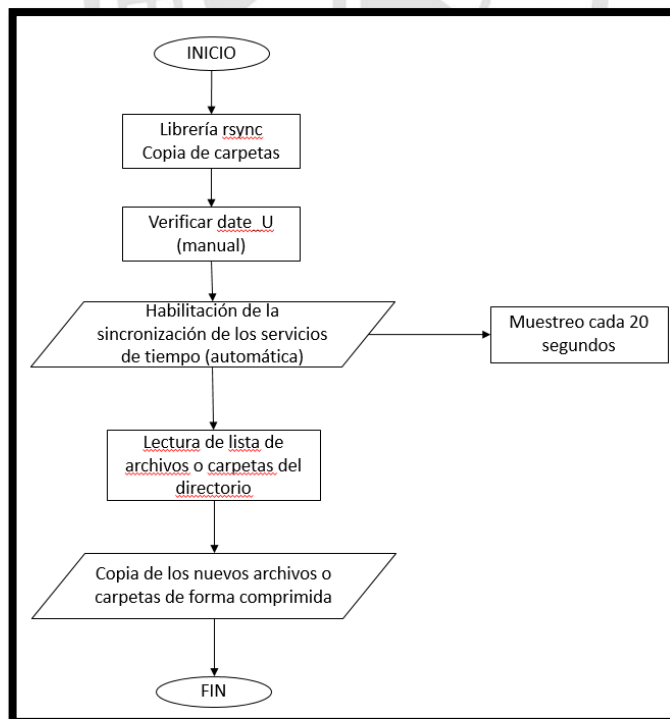 INICIO
Librería rsync
Copia de carpetas
Verificar date_U
(manual)
Habilitación de la
sincronización de los servicios
de tiempo (automática)
Muestreo cada 20
segundos
Lectura de lista de
archivos o carpetas del
directorio
Copia de los nuevos archivos o
carpetas de forma comprimida
FIN